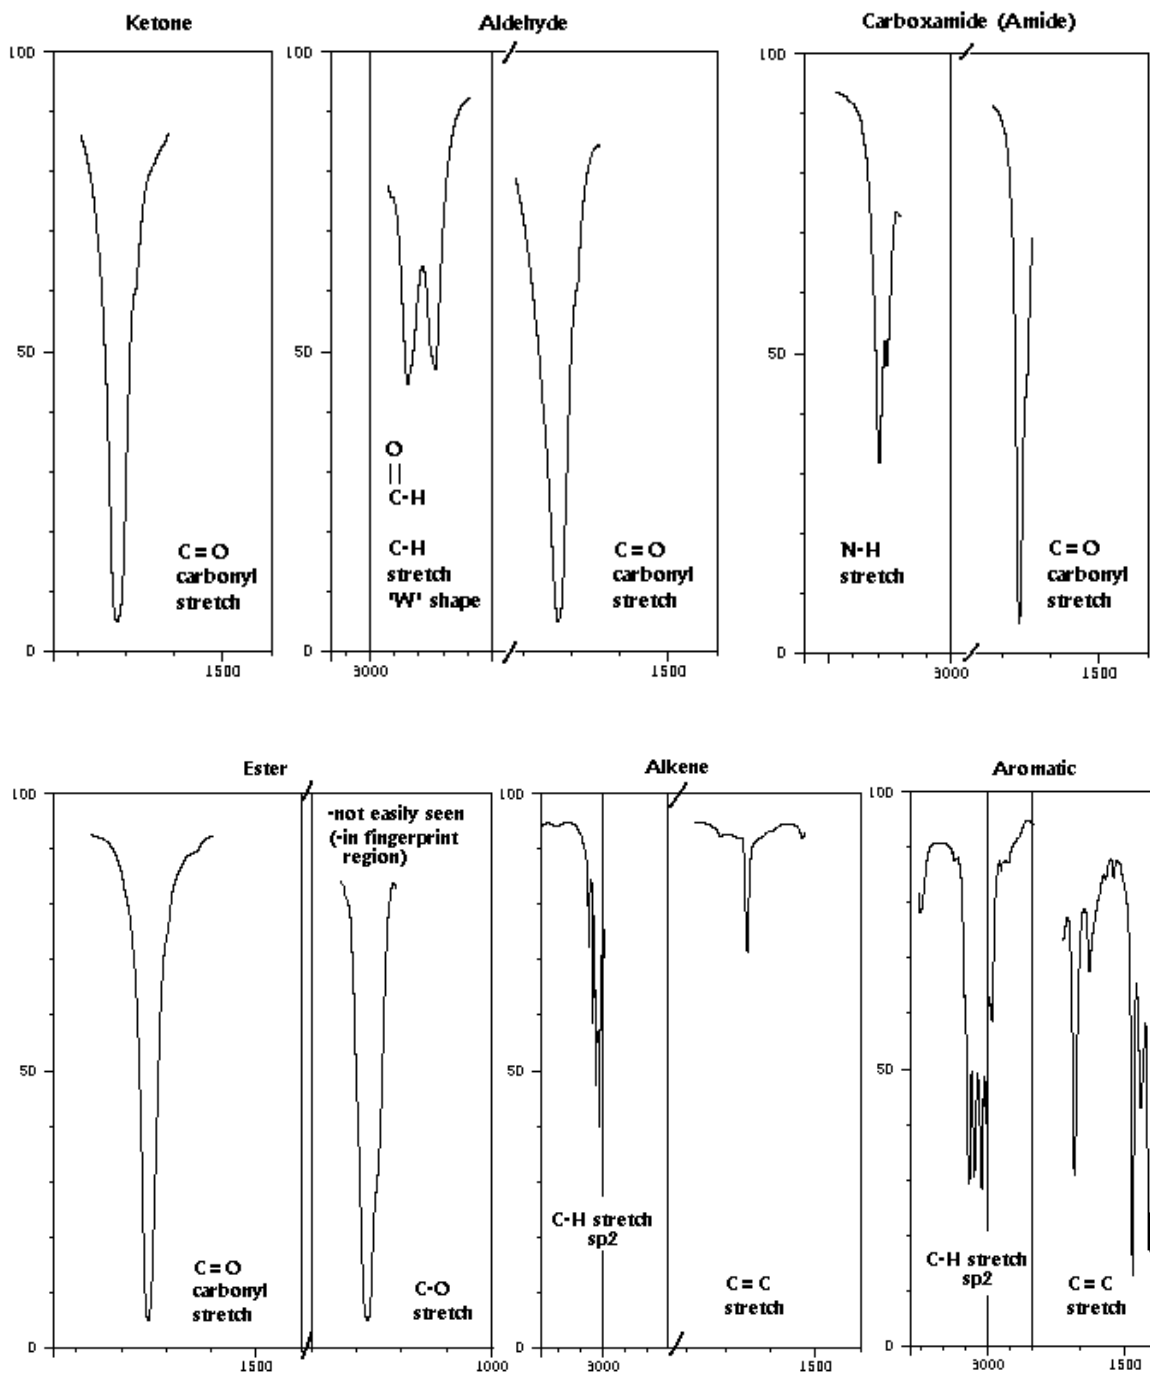 Ketone
Aldehyde
Carboxamide (Amide)
100
100
100
50
50
50
O
C-H
C=O
carbonyl
stretch
C-H
stretch
"W" shape
C=O
carbonyl
stretch
N-H
stretch
C=O
carbonyl
stretch
0
0
0
1500
3000
1500
3000
1500
Ester
Alkene
Aromatic
100
100
100
-not easily seen
(-in fingerprint
region)
50
50
50
C-H stretch
sp2
C-H stretch
sp2
C=O
carbonyl
stretch
C-O
stretch
C=C
stretch
C=C
stretch
0
0
0
1500
1000
3000
1500
3000
1500